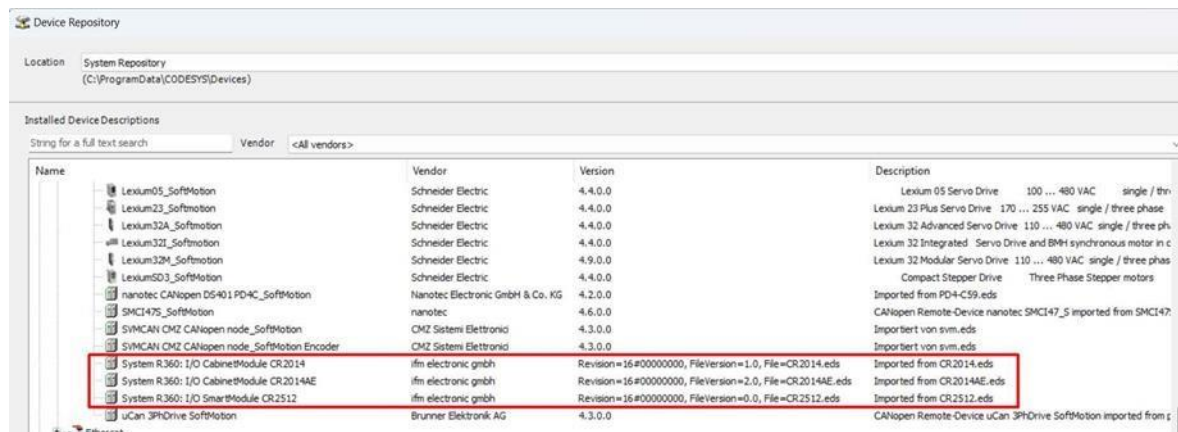 Device Repository
Location System Repository
(C:\ProgramData\CODESYS\Devices)
Installed Device Descriptions
String for a full text search Vendor <All vendors>
Name Vendor Version Description
Lexium05_SoftMotion Schneider Electric 4.4.0.0 Lexium 05 Servo Drive 100 ... 480 VAC single / thr
Lexium23_Softmotion Schneider Electric 4.4.0.0 Lexium 23 Plus Servo Drive 170 ... 255 VAC single / three phase
Lexium32A_Softmotion Schneider Electric 4.4.0.0 Lexium 32 Advanced Servo Drive 110 ... 480 VAC single / three ph
Lexium32I_Softmotion Schneider Electric 4.4.0.0 Lexium 32 Integrated Servo Drive and BMH synchronous motor in c
Lexium32M_Softmotion Schneider Electric 4.9.0.0 Lexium 32 Modular Servo Drive 110 ... 480 VAC single / three phas
LexiumSD3_SoftMotion Schneider Electric 4.4.0.0 Compact Stepper Drive Three Phase Stepper motors
nanotec CANopen DS401 PD4C_SoftMotion Nanotec Electronic GmbH & Co. KG 4.2.0.0 Imported from PD4-C59.eds
SMCI47S_SoftMotion nanotec 4.6.0.0 CANopen Remote-Device nanotec SMCI47_S imported from SMCI47
SVMCAN CMZ CANopen node_SoftMotion CMZ Sistemi Elettronici 4.3.0.0 Importiert von svm.eds
SVMCAN CMZ CANopen node_SoftMotion Encoder CMZ Sistemi Elettronici 4.3.0.0 Importiert von svm.eds
System R360: I/O CabinetModule CR2014 ifm electronic gmbh Revision=16#00000000, FileVersion=1.0, File=CR2014.eds Imported from CR2014.eds
System R360: I/O CabinetModule CR2014AE ifm electronic gmbh Revision=16#00000000, FileVersion=2.0, File=CR2014AE.eds Imported from CR2014AE.eds
System R360: I/O SmartModule CR2512 ifm electronic gmbh Revision=16#00000000, FileVersion=0.0, File=CR2512.eds Imported from CR2512.eds
uCan 3PhDrive SoftMotion Brunner Elektronik AG 4.3.0.0 CANopen Remote-Device uCan 3PhDrive SoftMotion imported from